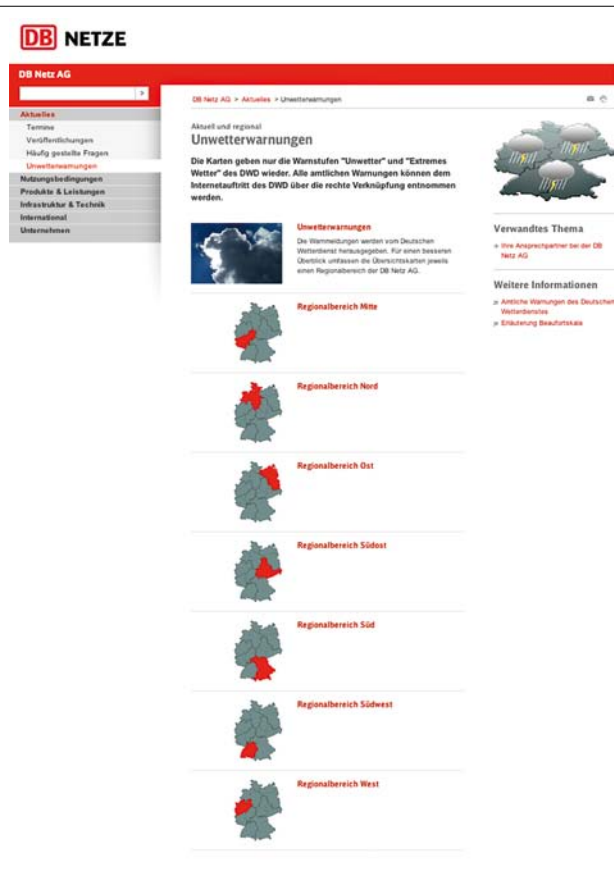 DB NETZE
DB Netz AG
Aktuelles
Termine
Veröffentlichungen
Häufig gestellte Fragen
Unwetterwarnungen
Nutzungsbedingungen
Produkte & Leistungen
Infrastruktur & Technik
International
Unternehmen
DB Netz AG > Aktuelles > Unwetterwarnungen
Aktuell und regional
Unwetterwarnungen
Die Karten geben nur die Warnstufen "Unwetter" und "Extremes
Wetter" des DWD wieder. Alle amtlichen Warnungen können dem
Internetauftritt des DWD über die rechte Verknüpfung entnommen
werden.
Unwetterwarnungen
Die Warnmeldungen werden vom Deutschen
Wetterdienst herausgegeben. Für einen besseren
Überblick umfassen die Übersichtskarten jeweils
einen Regionalbereich der DB Netz AG.
Regionalbereich Mitte
Regionalbereich Nord
Regionalbereich Ost
Regionalbereich Südost
Regionalbereich Süd
Regionalbereich Südwest
Regionalbereich West
Verwandtes Thema
Ihre Ansprechpartner bei der DB
Netz AG
Weitere Informationen
Amtliche Warnungen des Deutschen
Wetterdienstes
Erläuterung Beaufortskala